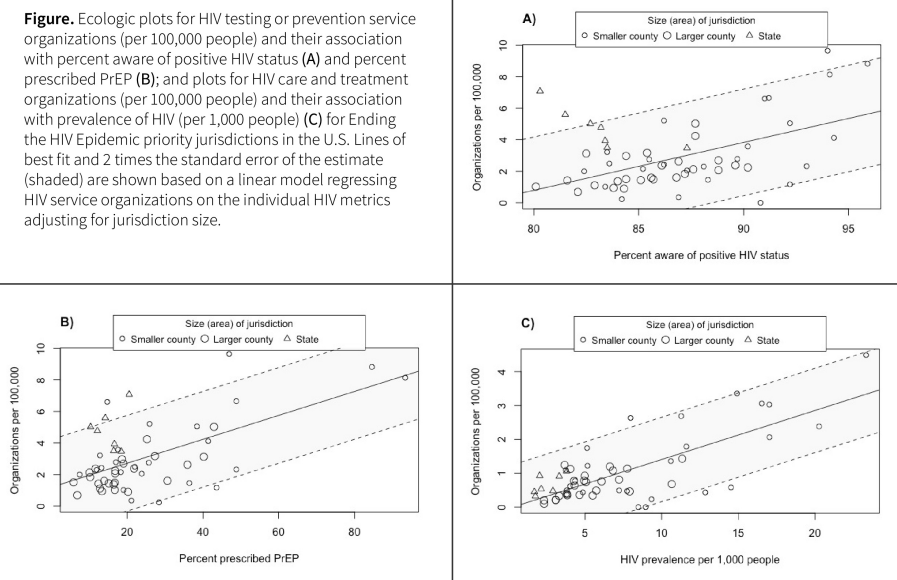 Figure. Ecologic plots for HIV testing or prevention service
organizations (per 100,000 people) and their association
with percent aware of positive HIV status (A) and percent
prescribed PrEP (B); and plots for HIV care and treatment
organizations (per 100,000 people) and their association
with prevalence of HIV (per 1,000 people) (C) for Ending
the HIV Epidemic priority jurisdictions in the U.S. Lines of
best fit and 2 times the standard error of the estimate
(shaded) are shown based on a linear model regressing
HIV service organizations on the individual HIV metrics
adjusting for jurisdiction size.
A)
Size (area) of jurisdiction
Smaller county Larger county State
Organizations per 100,000
10
8
6
4
2
0
80 85 90 95
Percent aware of positive HIV status
B)
Size (area) of jurisdiction
Smaller county Larger county State
Organizations per 100,000
10
8
6
4
2
0
20 40 60 80
Percent prescribed PrEP
C)
Size (area) of jurisdiction
Smaller county Larger county State
Organizations per 100,000
4
3
2
1
0
5 10 15 20
HIV prevalence per 1,000 people